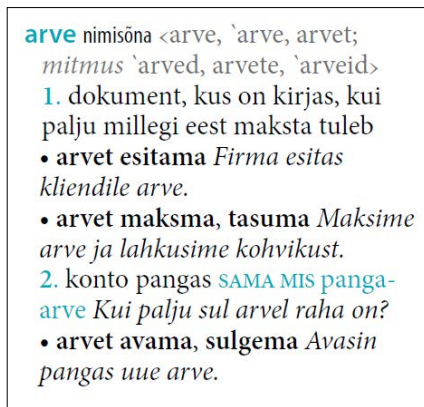 arve nimisõna ‹arve, `arve, arvet;
mitmus `arved, arvete, `arveid›
1. dokument, kus on kirjas, kui
palju millegi eest maksta tuleb
• arvet esitama Firma esitas
kliendile arve.
• arvet maksma, tasuma Maksime
arve ja lahkusime kohvikust.
2. konto pangas SAMA MIS panga-
arve Kui palju sul arvel raha on?
• arvet avama, sulgema Avasin
pangas uue arve.